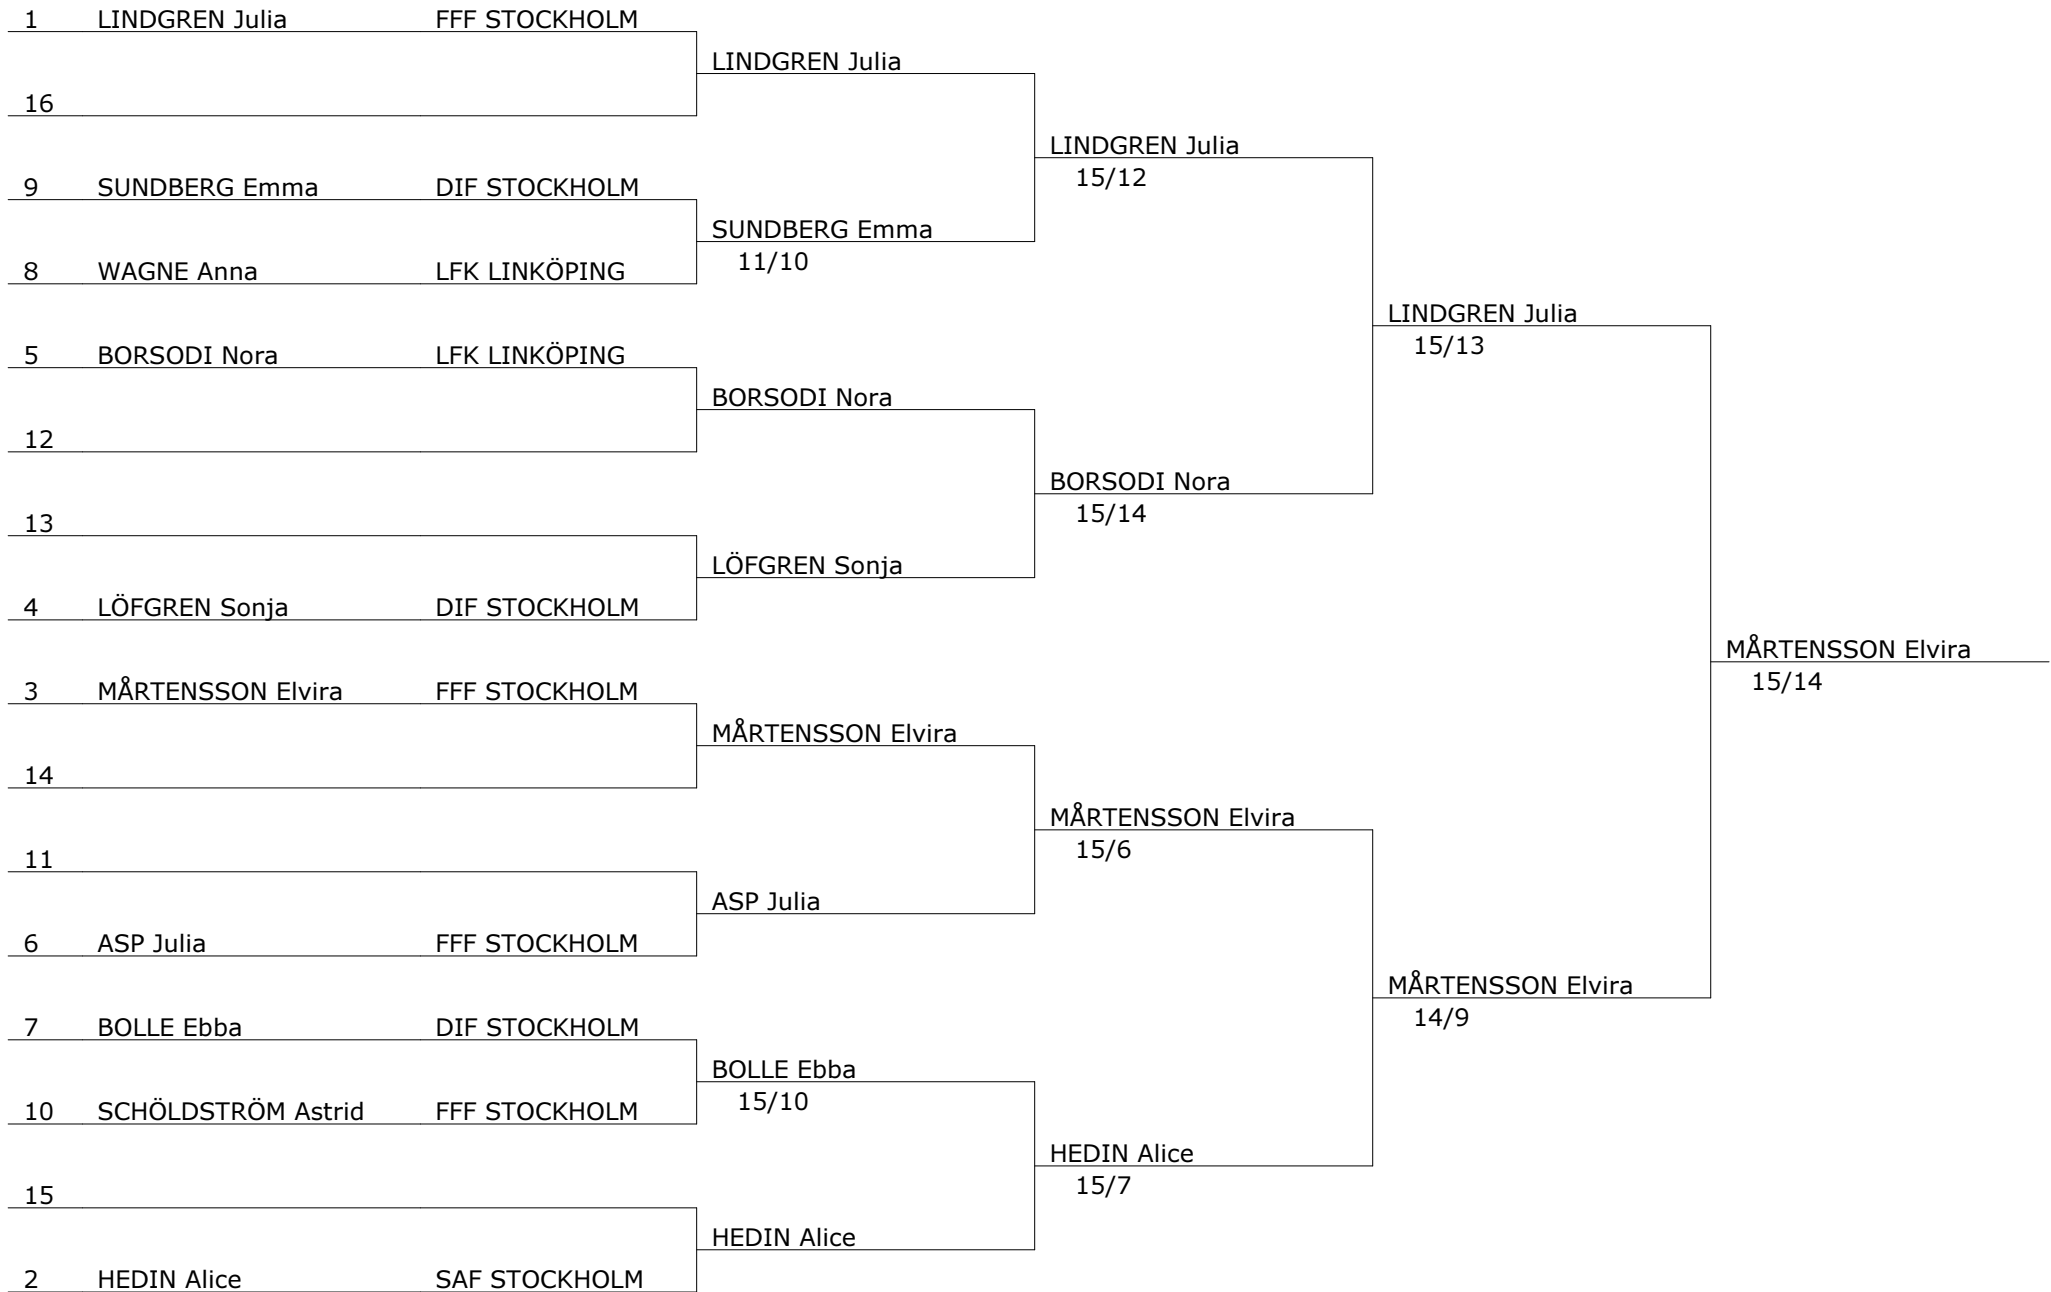 1 LINDGREN Julia FFF STOCKHOLM
LINDGREN Julia
16
LINDGREN Julia
15/12
9 SUNDBERG Emma DIF STOCKHOLM
SUNDBERG Emma
11/10
8 WAGNE Anna LFK LINKÖPING
LINDGREN Julia
15/13
5 BORSODI Nora LFK LINKÖPING
BORSODI Nora
12
BORSODI Nora
15/14
13
LÖFGREN Sonja
4 LÖFGREN Sonja DIF STOCKHOLM
MÅRTENSSON Elvira
15/14
3 MÅRTENSSON Elvira FFF STOCKHOLM
MÅRTENSSON Elvira
14
MÅRTENSSON Elvira
15/6
11
ASP Julia
6 ASP Julia FFF STOCKHOLM
MÅRTENSSON Elvira
14/9
7 BOLLE Ebba DIF STOCKHOLM
BOLLE Ebba
15/10
10 SCHÖLDSTRÖM Astrid FFF STOCKHOLM
HEDIN Alice
15/7
15
HEDIN Alice
2 HEDIN Alice SAF STOCKHOLM